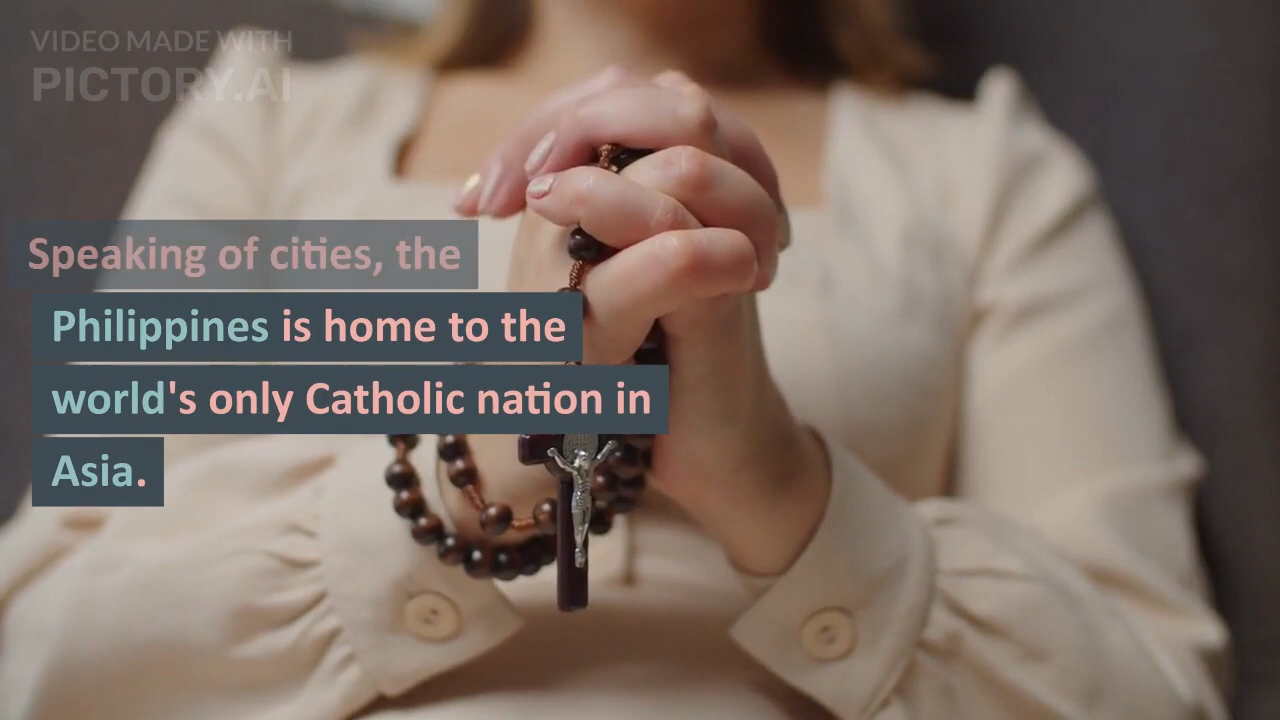 VIDEO MADE WITH
PICTORY.AI
Speaking of cities, the
Philippines is home to the
world's only Catholic nation in
Asia.